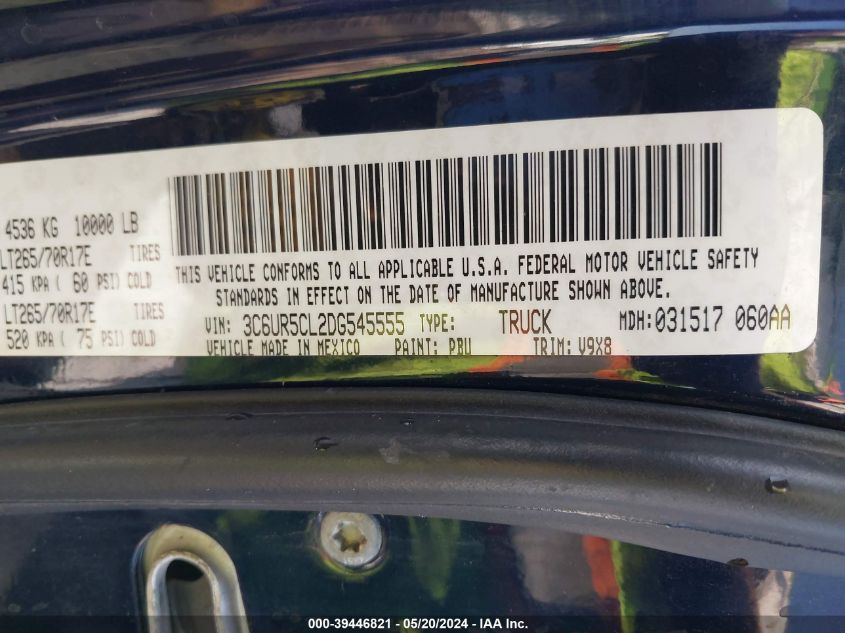 4536 KG 10000 LB
LT265/70R17E TIRES
415 KPA ( 60 PSI) COLD
LT265/70R17E TIRES
520 KPA ( 75 PSI) COLD
THIS VEHICLE CONFORMS TO ALL APPLICABLE U.S.A. FEDERAL MOTOR VEHICLE SAFETY
STANDARDS IN EFFECT ON THE DATE OF MANUFACTURE SHOWN ABOVE.
VIN: 3C6UR5CL2DG545555 TYPE: TRUCK MDH: 031517 060AA
VEHICLE MADE IN MEXICO PAINT: PBU TRIM: V9X8
000-39446821 - 05/20/2024 - IAA Inc.